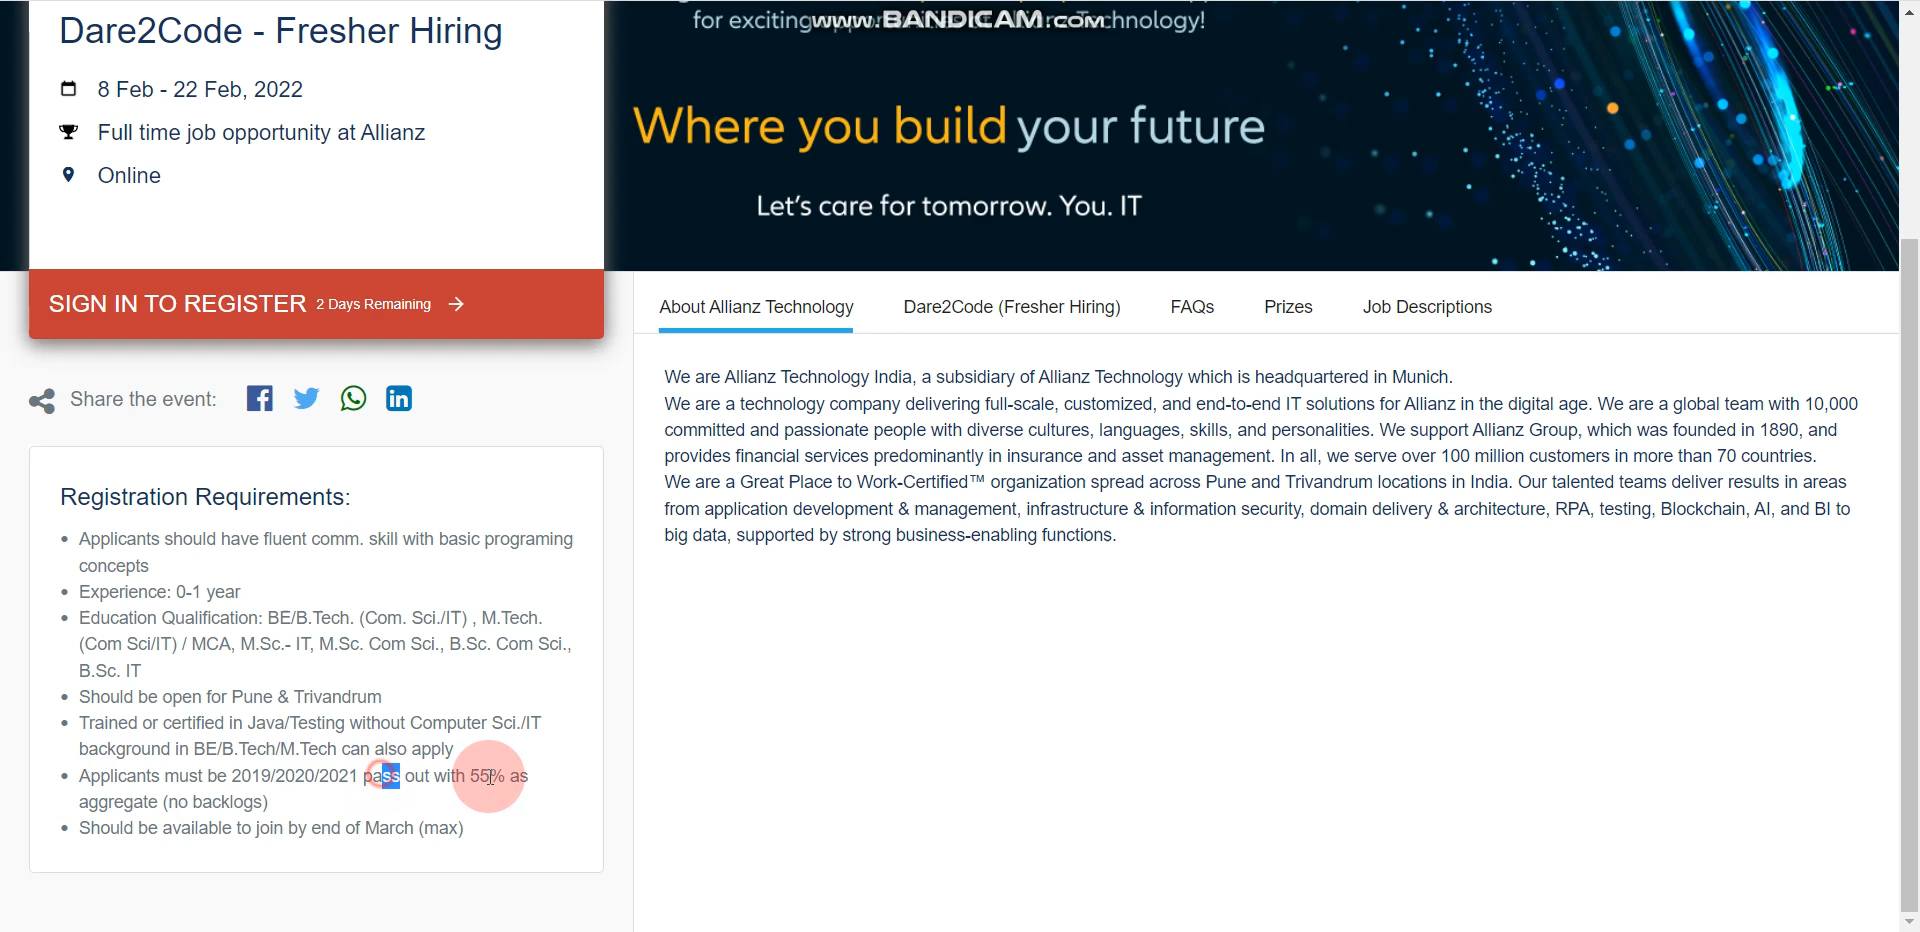 Dare2Code - Fresher Hiring
8 Feb - 22 Feb, 2022
Full time job opportunity at Allianz
Online
SIGN IN TO REGISTER 2 Days Remaining
Share the event:
Registration Requirements:
Applicants should have fluent comm. skill with basic programing
concepts
Experience: 0-1 year
Education Qualification: BE/B.Tech. (Com. Sci./IT) , M.Tech.
(Com Sci/IT) / MCA, M.Sc.- IT, M.Sc. Com Sci., B.Sc. Com Sci.,
B.Sc. IT
Should be open for Pune & Trivandrum
Trained or certified in Java/Testing without Computer Sci./IT
background in BE/B.Tech/M.Tech can also apply
Applicants must be 2019/2020/2021 pass out with 55% as
aggregate (no backlogs)
Should be available to join by end of March (max)
for exciting
www.BANDICAM.com
Technology!
Where you build your future
Let's care for tomorrow. You. IT
About Allianz Technology Dare2Code (Fresher Hiring) FAQs Prizes Job Descriptions
We are Allianz Technology India, a subsidiary of Allianz Technology which is headquartered in Munich.
We are a technology company delivering full-scale, customized, and end-to-end IT solutions for Allianz in the digital age. We are a global team with 10,000
committed and passionate people with diverse cultures, languages, skills, and personalities. We support Allianz Group, which was founded in 1890, and
provides financial services predominantly in insurance and asset management. In all, we serve over 100 million customers in more than 70 countries.
We are a Great Place to Work-Certified™ organization spread across Pune and Trivandrum locations in India. Our talented teams deliver results in areas
from application development & management, infrastructure & information security, domain delivery & architecture, RPA, testing, Blockchain, AI, and BI to
big data, supported by strong business-enabling functions.